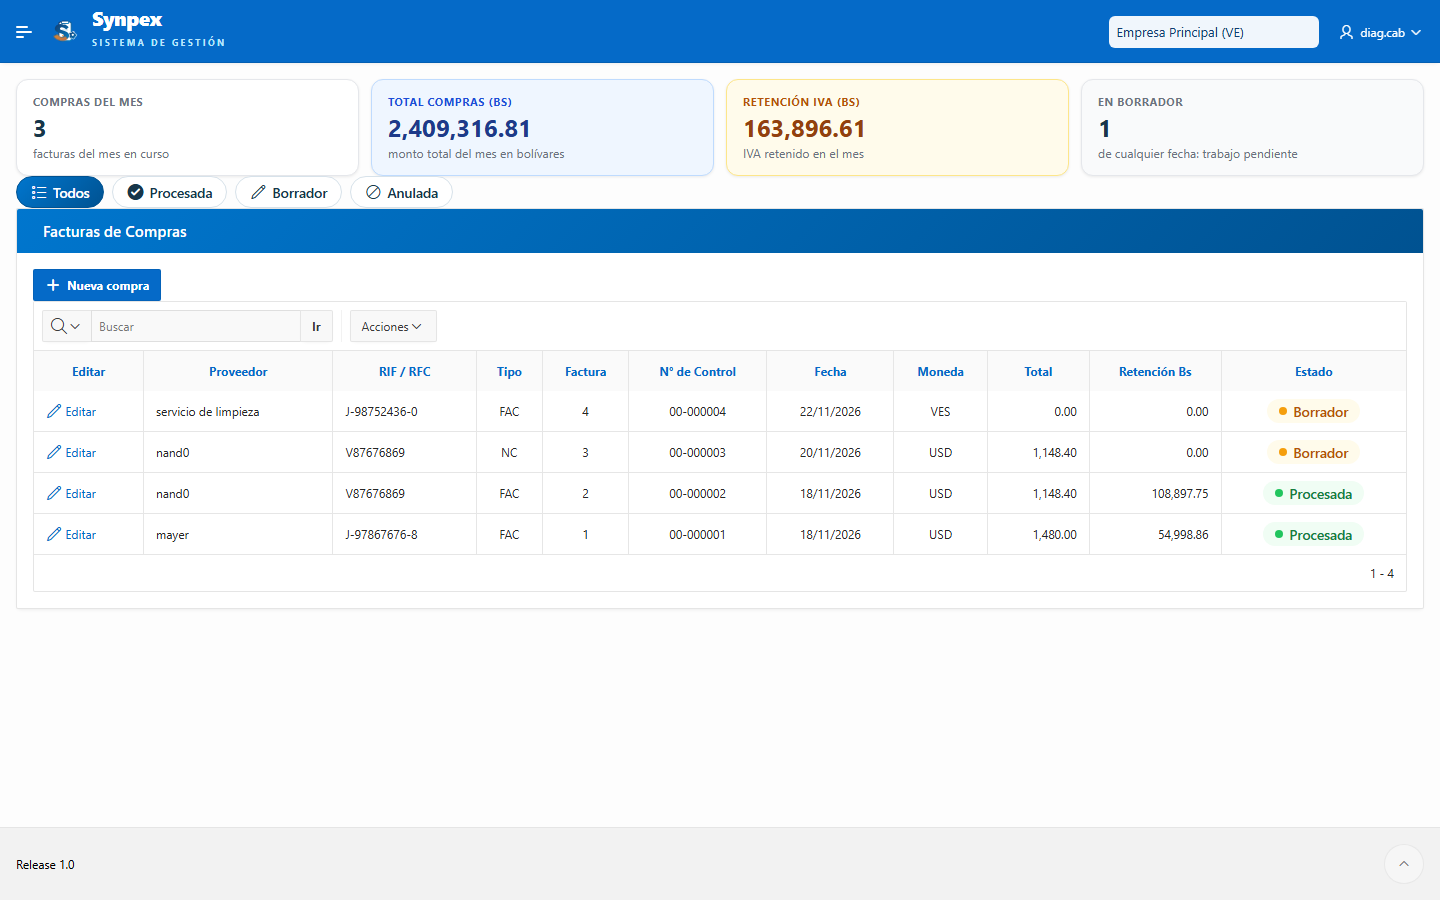 Synpex
SISTEMA DE GESTIÓN
Empresa Principal (VE)
diag.cab
COMPRAS DEL MES
3
facturas del mes en curso
TOTAL COMPRAS (BS)
2,409,316.81
monto total del mes en bolívares
RETENCIÓN IVA (BS)
163,896.61
IVA retenido en el mes
EN BORRADOR
1
de cualquier fecha: trabajo pendiente
Todos Procesada Borrador Anulada
Facturas de Compras
+ Nueva compra
Buscar Ir Acciones
Editar Proveedor RIF / RFC Tipo Factura N° de Control Fecha Moneda Total Retención Bs Estado
Editar servicio de limpieza J-98752436-0 FAC 4 00-000004 22/11/2026 VES 0.00 0.00 Borrador
Editar nand0 V87676869 NC 3 00-000003 20/11/2026 USD 1,148.40 0.00 Borrador
Editar nand0 V87676869 FAC 2 00-000002 18/11/2026 USD 1,148.40 108,897.75 Procesada
Editar mayer J-97867676-8 FAC 1 00-000001 18/11/2026 USD 1,480.00 54,998.86 Procesada
1 - 4
Release 1.0